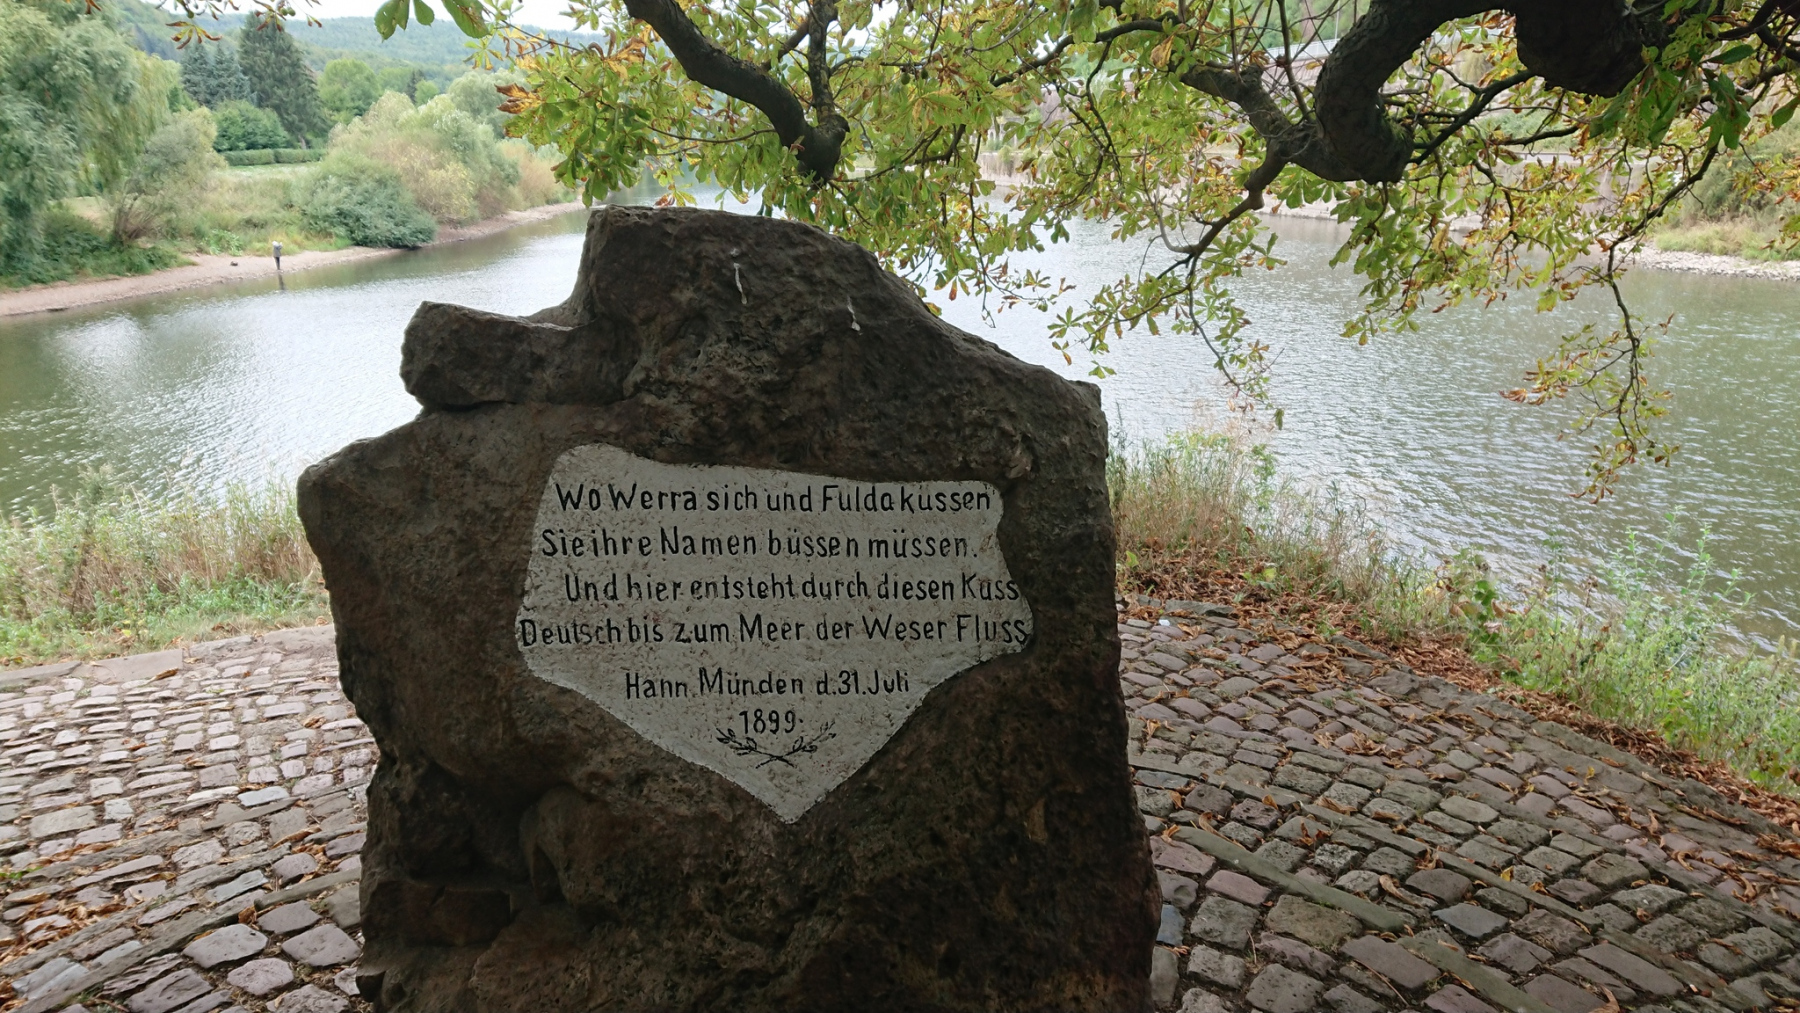 Wo Werra sich und Fulda küssen
Sie ihre Namen büssen müssen.
Und hier entsteht durch diesen Kuss
Deutsch bis zum Meer der Weser Fluss
Hann. Münden d.31.Juli
1899.